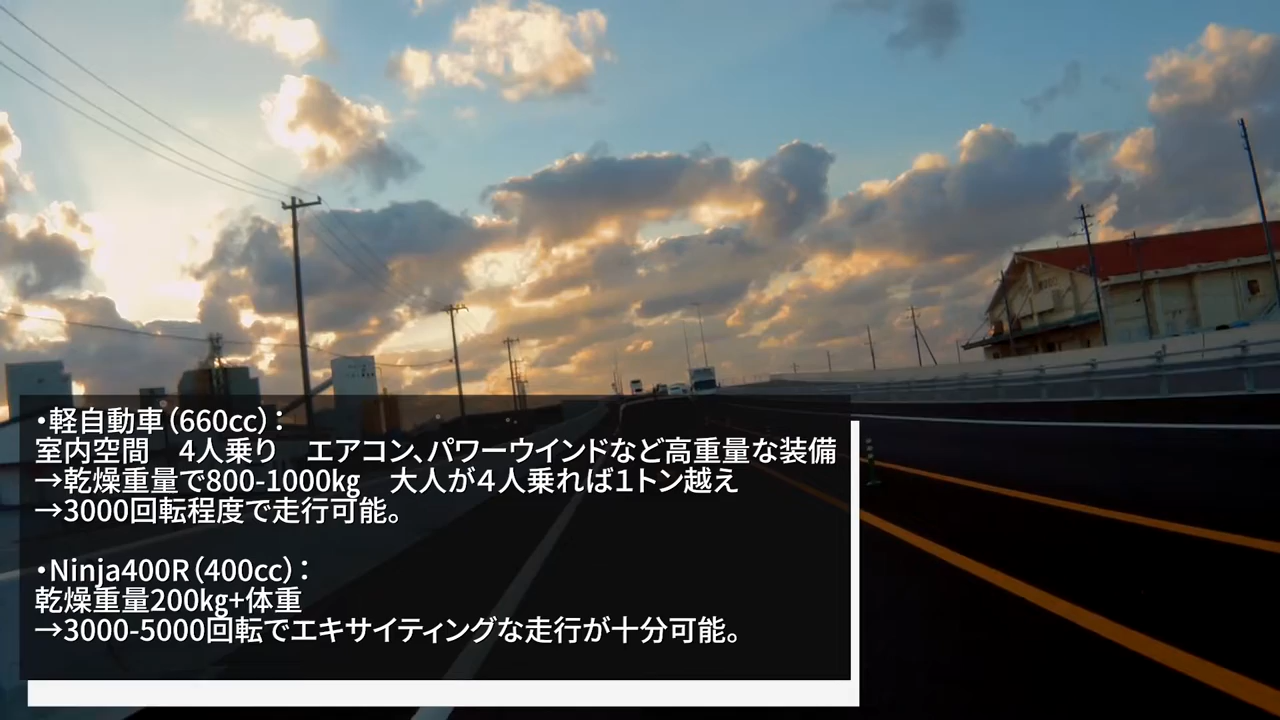 ・軽自動車（660cc）：
室内空間　4人乗り　エアコン、パワーウインドなど高重量な装備
→乾燥重量で800-1000kg　大人が４人乗れば１トン越え
→3000回転程度で走行可能。
・Ninja400R（400cc）：
乾燥重量200kg+体重
→3000-5000回転でエキサイティングな走行が十分可能。